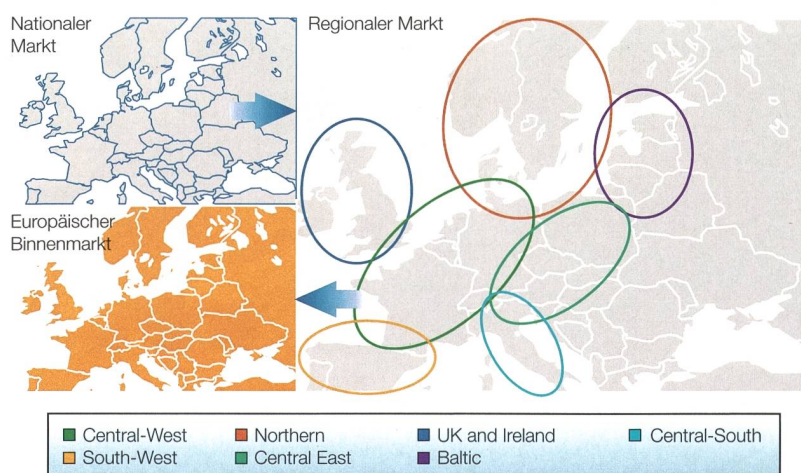 Nationaler
Markt
Regionaler Markt
Europäischer
Binnenmarkt
Central-West
Northern
UK and Ireland
Central-South
South-West
Central East
Baltic